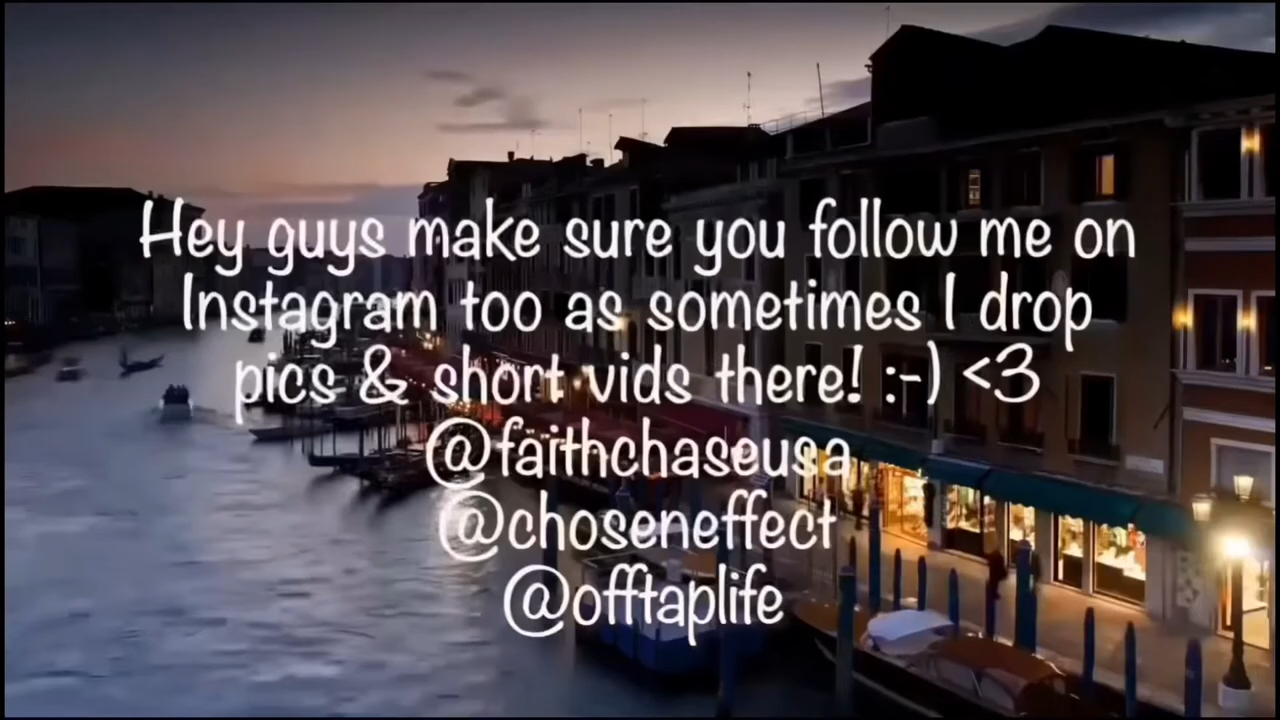 Hey guys make sure you follow me on
Instagram too as sometimes I drop
pics & short vids there! :-) <3
@faithchaseusa
@choseneffect
@offtaplife